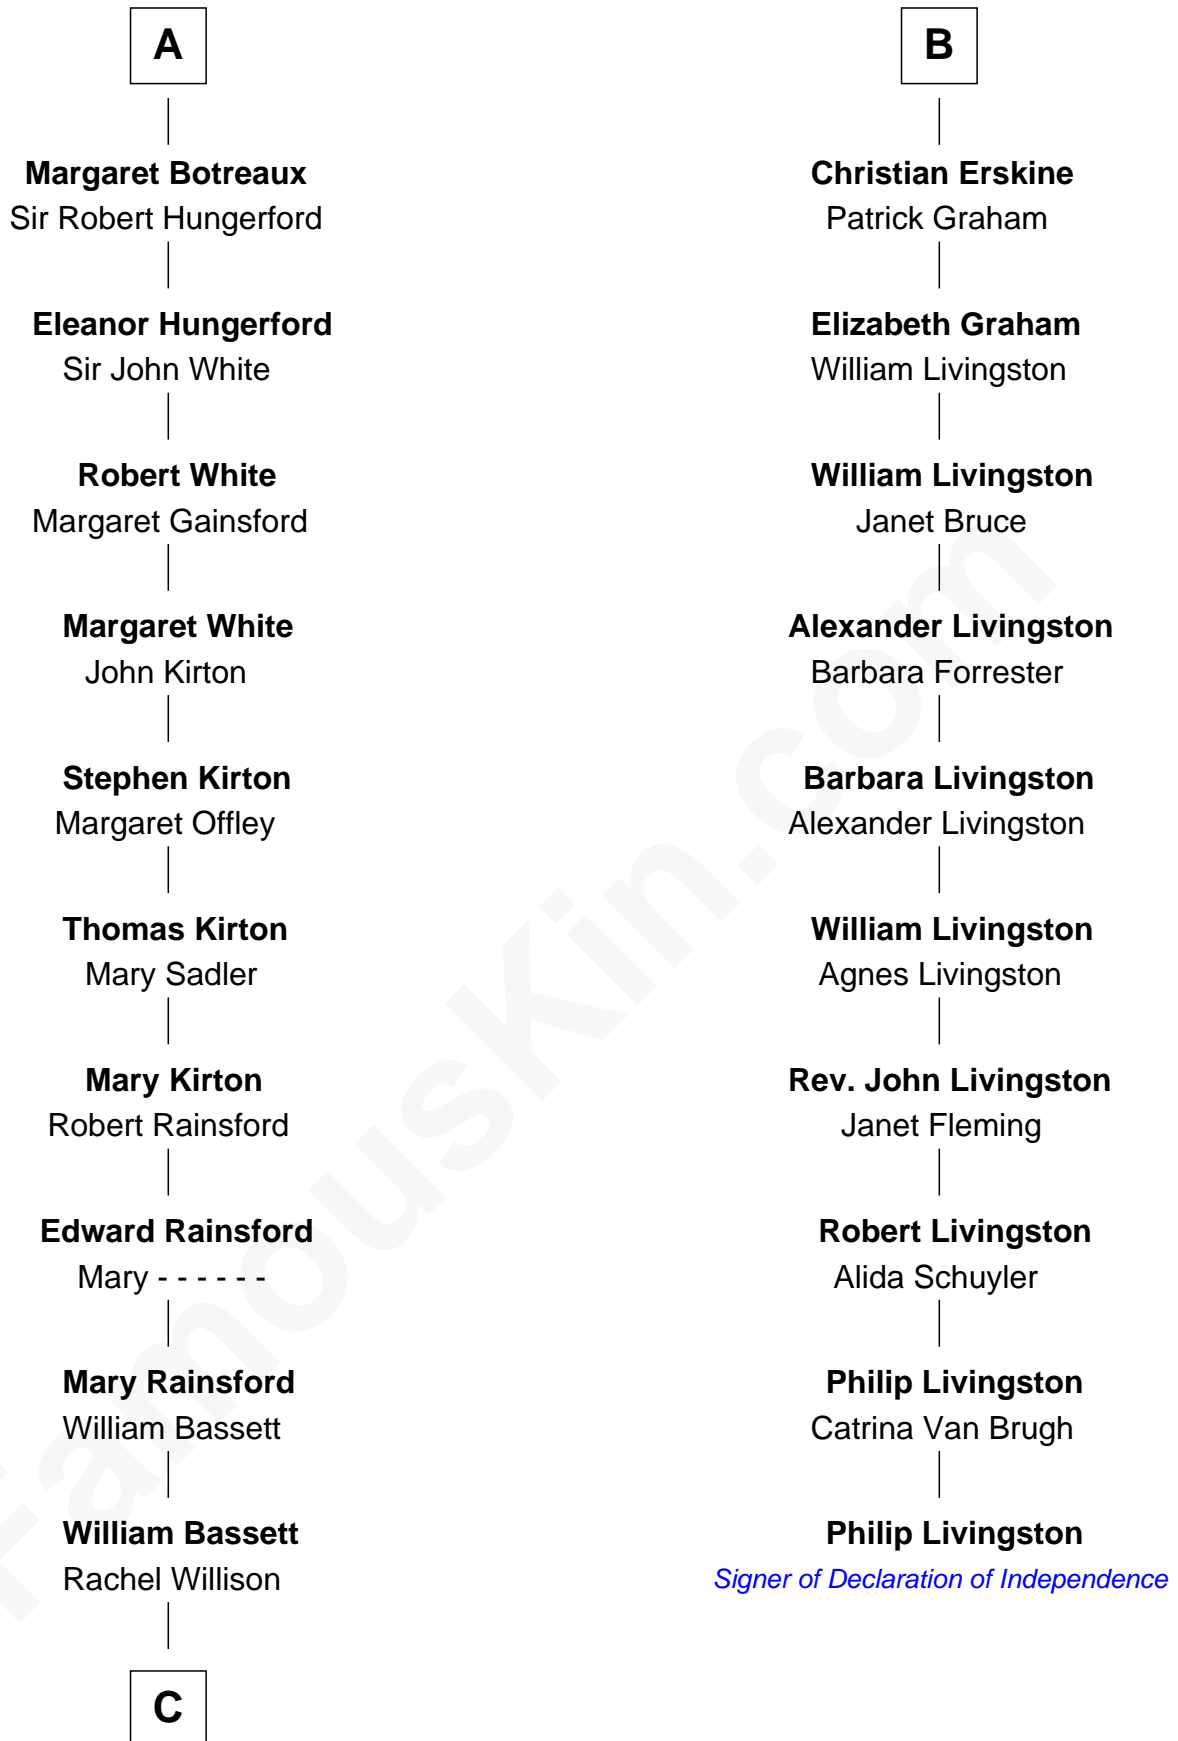 A
Margaret Botreaux
Sir Robert Hungerford
Eleanor Hungerford
Sir John White
Robert White
Margaret Gainsford
Margaret White
John Kirton
Stephen Kirton
Margaret Offley
Thomas Kirton
Mary Sadler
Mary Kirton
Robert Rainsford
Edward Rainsford
Mary - - - - - -
Mary Rainsford
William Bassett
William Bassett
Rachel Willison
C
B
Christian Erskine
Patrick Graham
Elizabeth Graham
William Livingston
William Livingston
Janet Bruce
Alexander Livingston
Barbara Forrester
Barbara Livingston
Alexander Livingston
William Livingston
Agnes Livingston
Rev. John Livingston
Janet Fleming
Robert Livingston
Alida Schuyler
Philip Livingston
Catrina Van Brugh
Philip Livingston
Signer of Declaration of Independence
FamousKin.com